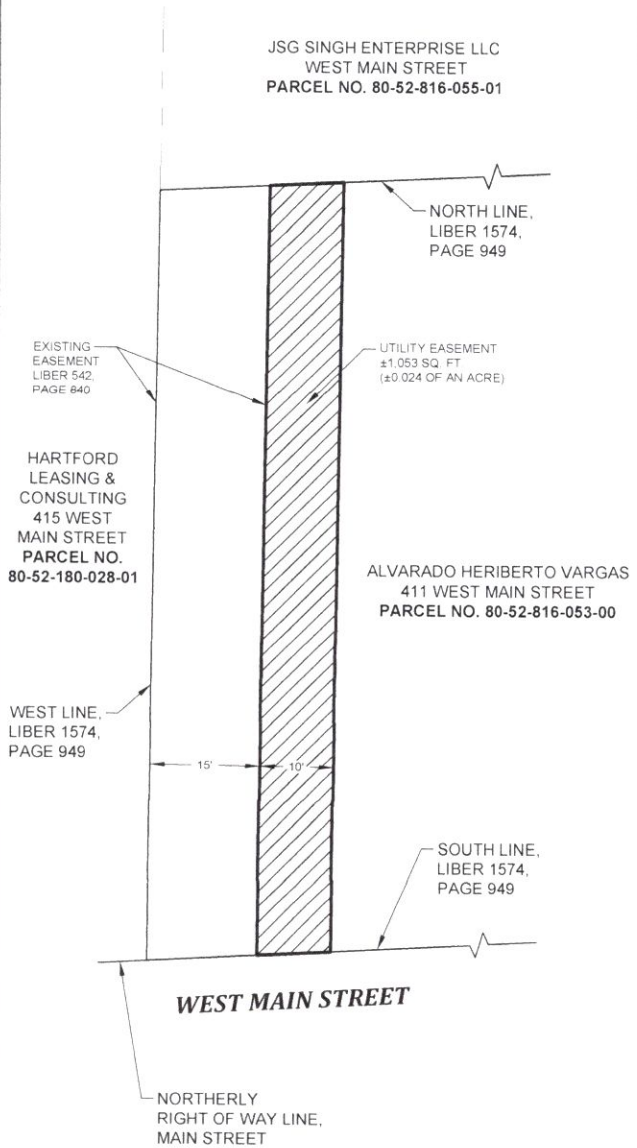 JSG SINGH ENTERPRISE LLC
WEST MAIN STREET
PARCEL NO. 80-52-816-055-01
NORTH LINE,
LIBER 1574,
PAGE 949
EXISTING
EASEMENT
LIBER 542,
PAGE 840
UTILITY EASEMENT
±1,053 SQ. FT
(±0.024 OF AN ACRE)
HARTFORD
LEASING &
CONSULTING
415 WEST
MAIN STREET
PARCEL NO.
80-52-180-028-01
ALVARADO HERIBERTO VARGAS
411 WEST MAIN STREET
PARCEL NO. 80-52-816-053-00
WEST LINE,
LIBER 1574,
PAGE 949
15'
10'
SOUTH LINE,
LIBER 1574,
PAGE 949
WEST MAIN STREET
NORTHERLY
RIGHT OF WAY LINE,
MAIN STREET